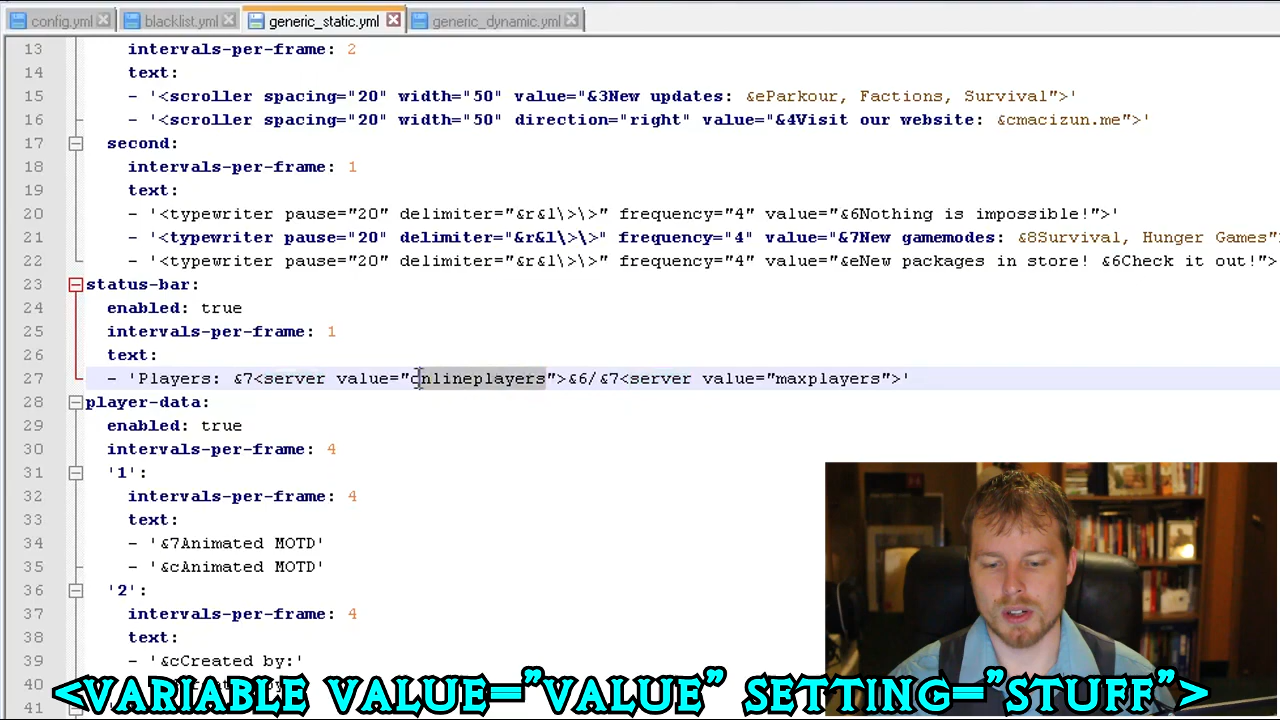 config.yml blacklist.yml generic_static.yml generic_dynamic.yml
13 intervals-per-frame: 2
14 text:
15 - '<scroller spacing="20" width="50" value="&3New updates: &eParkour, Factions, Survival">'
16 - '<scroller spacing="20" width="50" direction="right" value="&4Visit our website: &cmacizun.me">'
17 second:
18 intervals-per-frame: 1
19 text:
20 - '<typewriter pause="20" delimiter="&r&l\>\>" frequency="4" value="&6Nothing is impossible!">'
21 - '<typewriter pause="20" delimiter="&r&l\>\>" frequency="4" value="&7New gamemodes: &8Survival, Hunger Games"
22 - '<typewriter pause="20" delimiter="&r&l\>\>" frequency="4" value="&eNew packages in store! &6Check it out!">
23 status-bar:
24 enabled: true
25 intervals-per-frame: 1
26 text:
27 - 'Players: &7<server value="onlineplayers">&6/&7<server value="maxplayers">'
28 player-data:
29 enabled: true
30 intervals-per-frame: 4
31 '1':
32 intervals-per-frame: 4
33 text:
34 - '&7Animated MOTD'
35 - '&cAnimated MOTD'
36 '2':
37 intervals-per-frame: 4
38 text:
39 - '&cCreated by:'
40
41
<VARIABLE VALUE="VALUE" SETTING="STUFF">